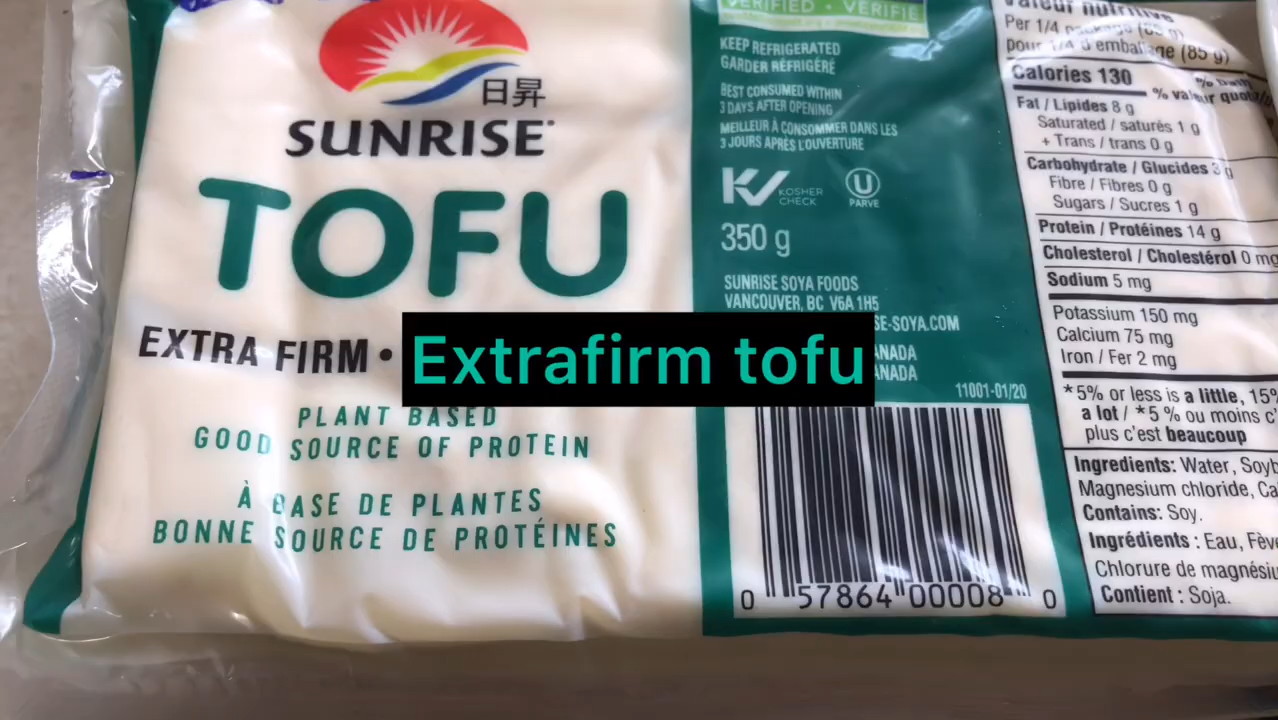 日昇
SUNRISE
TOFU
EXTRA FIRM •
Extrafirm tofu
PLANT BASED
GOOD SOURCE OF PROTEIN
À BASE DE PLANTES
BONNE SOURCE DE PROTÉINES
VERIFIED • VÉRIFIÉ
KEEP REFRIGERATED
GARDER RÉFRIGÉRÉ
BEST CONSUMED WITHIN
3 DAYS AFTER OPENING
MEILLEUR À CONSOMMER DANS LES
3 JOURS APRÈS L'OUVERTURE
KV KOSHER
CHECK
U
PARVE
350 g
SUNRISE SOYA FOODS
VANCOUVER, BC V6A 1H5
SE-SOYA.COM
ANADA
ANADA
11001-01/20
0 57864 00008 0
Valeur nutritive
Per 1/4 package (85 g)
pour 1/4 d'emballage (85 g)
Calories 130
% valeur
Fat / Lipides 8 g
Saturated / saturés 1 g
+ Trans / trans 0 g
Carbohydrate / Glucides 3 g
Fibre / Fibres 0 g
Sugars / Sucres 1 g
Protein / Protéines 14 g
Cholesterol / Cholestérol 0 mg
Sodium 5 mg
Potassium 150 mg
Calcium 75 mg
Iron / Fer 2 mg
*5% or less is a little, 15%
a lot / *5 % ou moins c'
plus c'est beaucoup
Ingredients: Water, Soyb
Magnesium chloride, Ca
Contains: Soy.
Ingrédients : Eau, Fève
Chlorure de magnésiu
Contient : Soja.